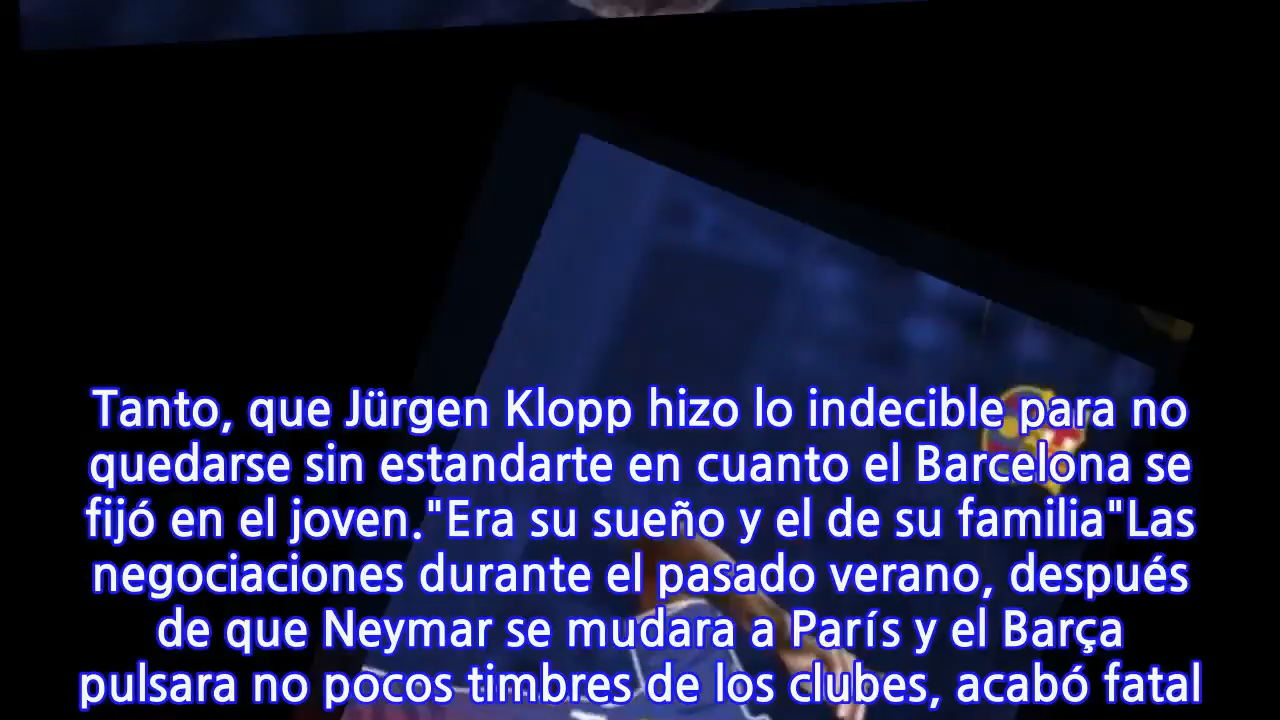 Tanto, que Jürgen Klopp hizo lo indecible para no
quedarse sin estandarte en cuanto el Barcelona se
fijó en el joven."Era su sueño y el de su familia"Las
negociaciones durante el pasado verano, después
de que Neymar se mudara a París y el Barça
pulsara no pocos timbres de los clubes, acabó fatal